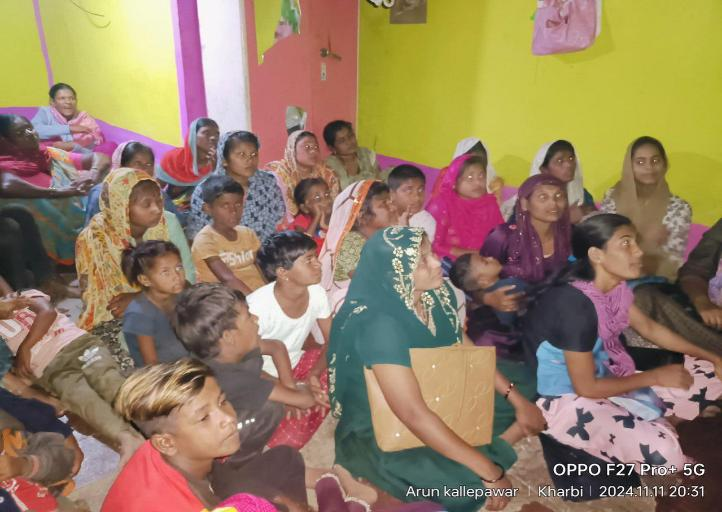 OPPO F27 Pro+ 5G
Arun kallepawar | Kharbi | 2024.11.11 20:31